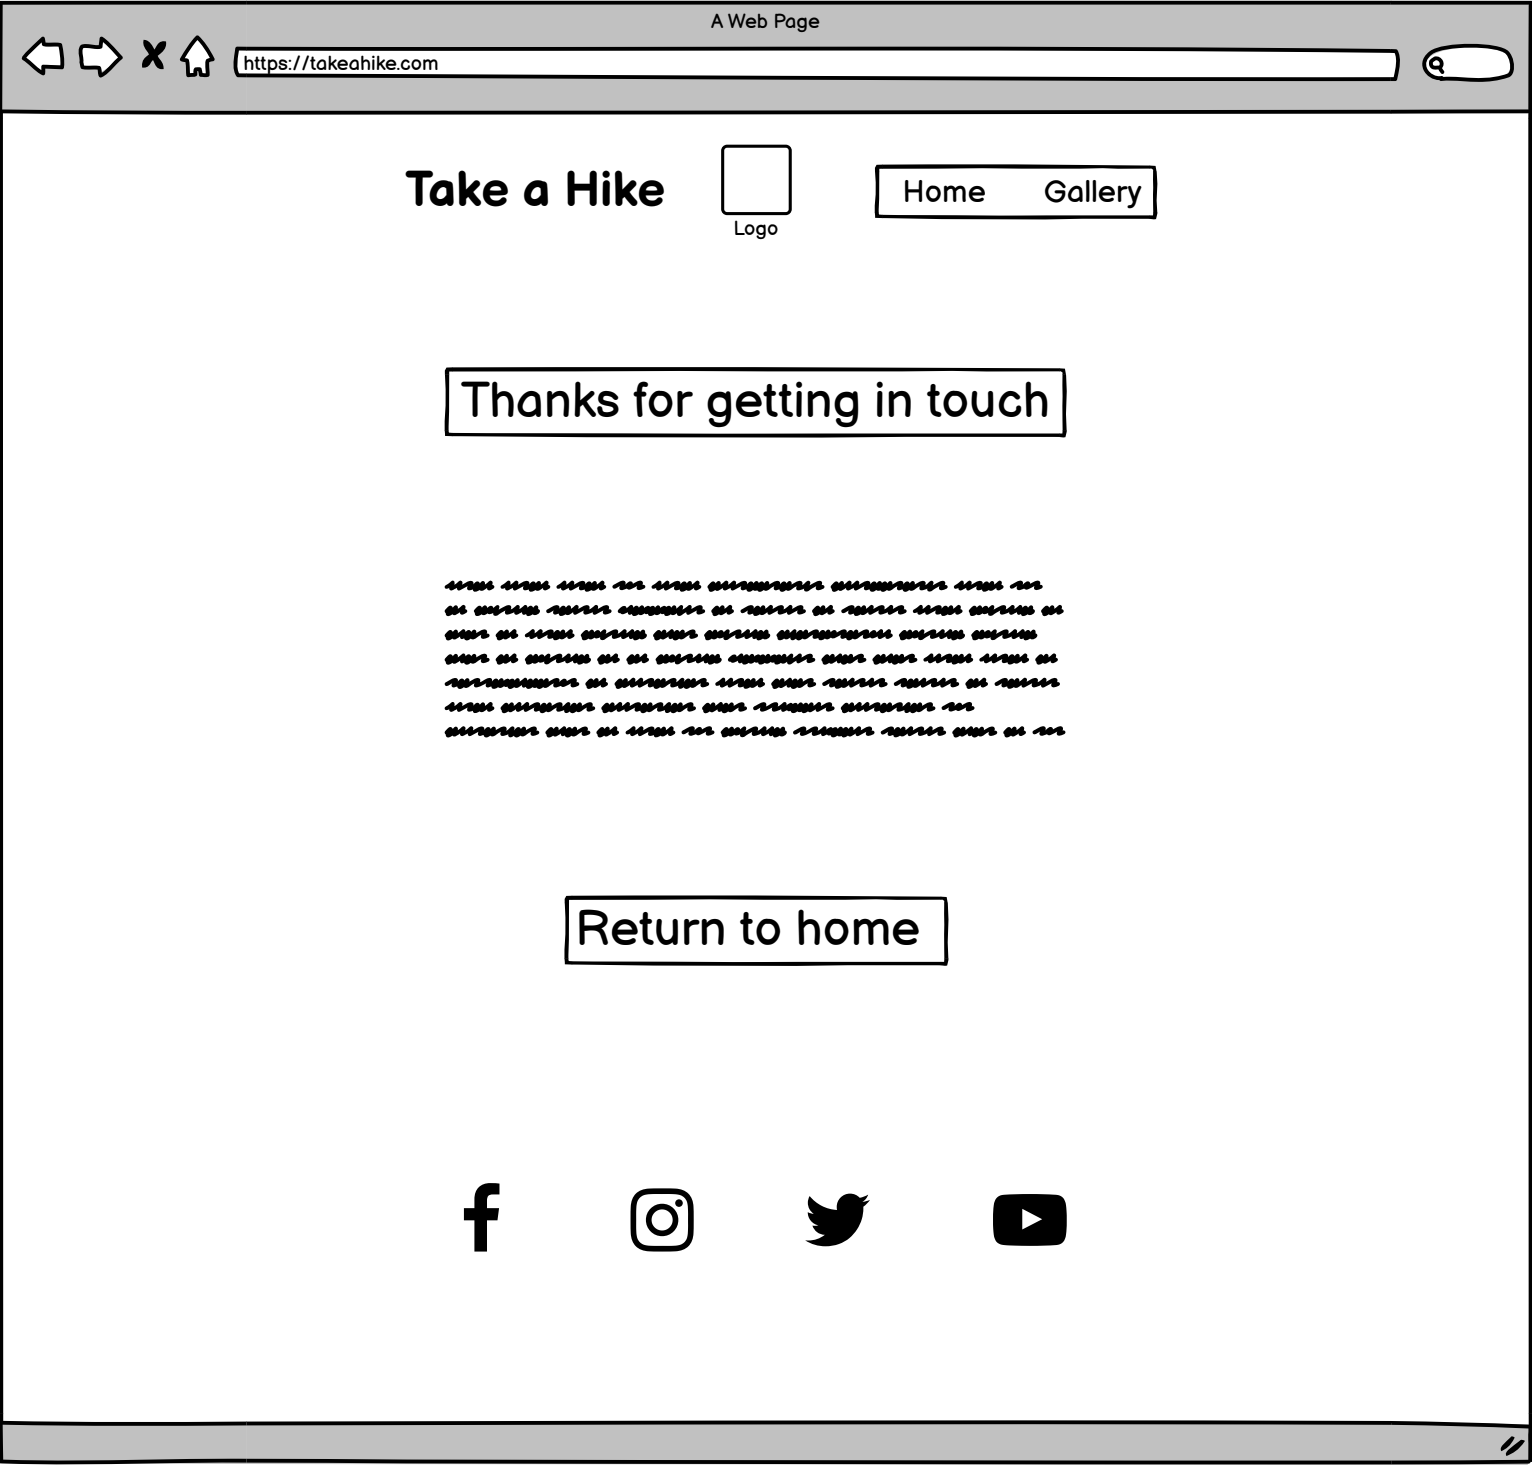 A Web Page
https://takeahike.com
Take a Hike
Logo
Home Gallery
Thanks for getting in touch
Return to home